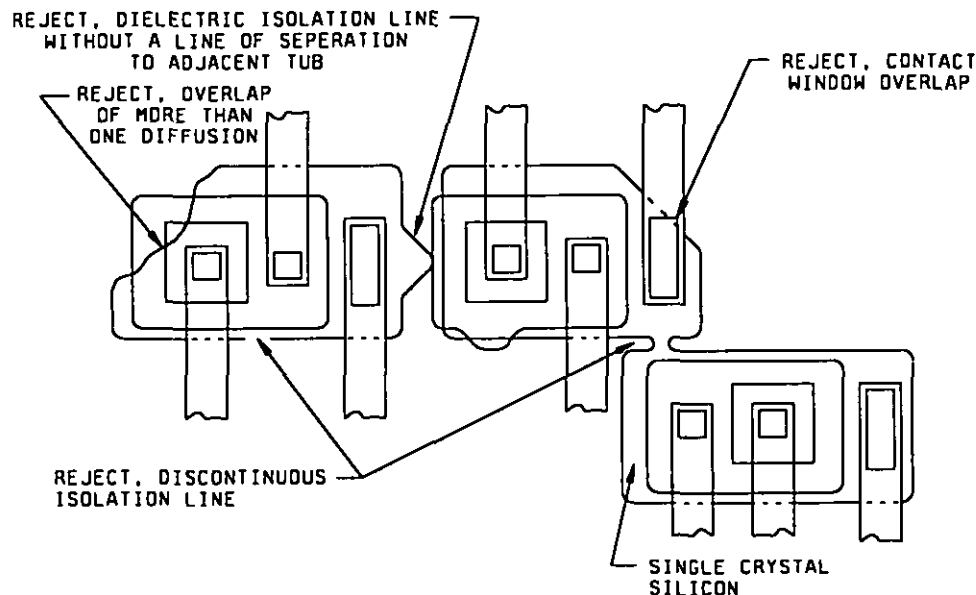 REJECT, DIELECTRIC ISOLATION LINE
WITHOUT A LINE OF SEPERATION
TO ADJACENT TUB
REJECT, OVERLAP
OF MORE THAN
ONE DIFFUSION
REJECT, CONTACT
WINDOW OVERLAP
REJECT, DISCONTINUOUS
ISOLATION LINE
SINGLE CRYSTAL
SILICON